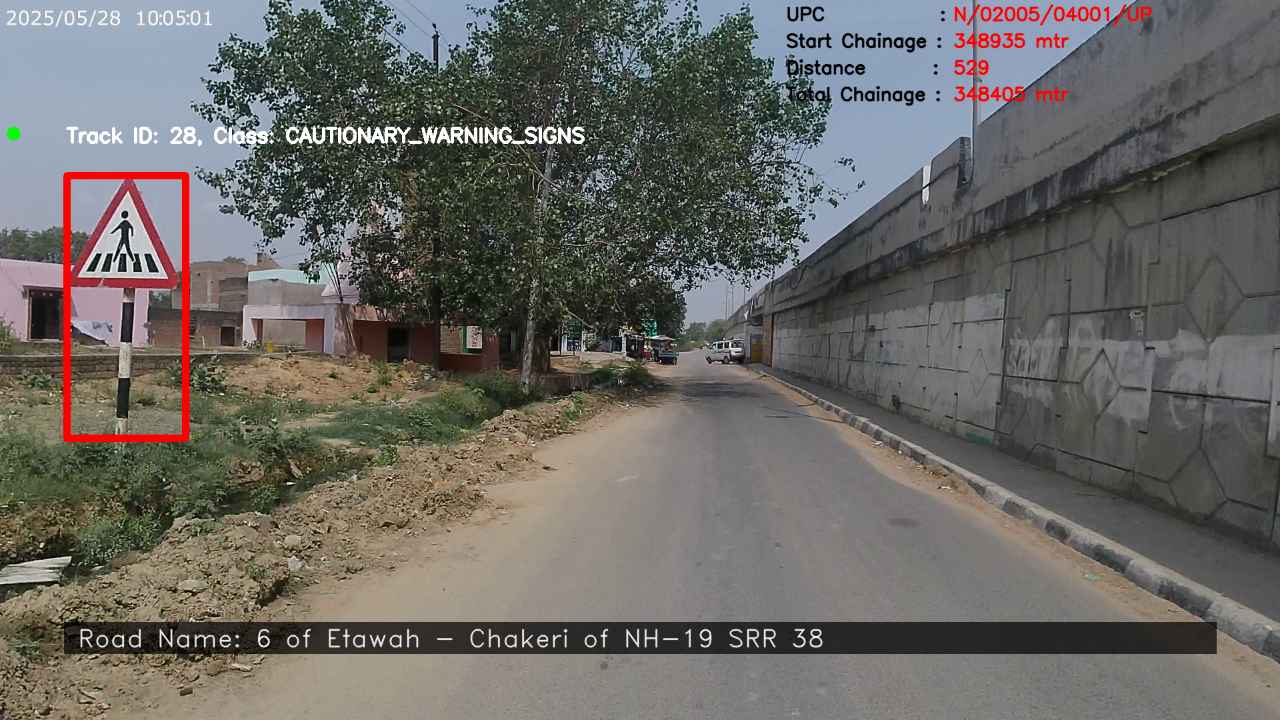 2025/05/28 10:05:01
UPC : N/02005/04001/UP
Start Chainage : 348935 mtr
Distance : 529
Total Chainage : 348405 mtr
Track ID: 28, Class: CAUTIONARY_WARNING_SIGNS
Road Name: 6 of Etawah - Chakeri of NH-19 SRR 38